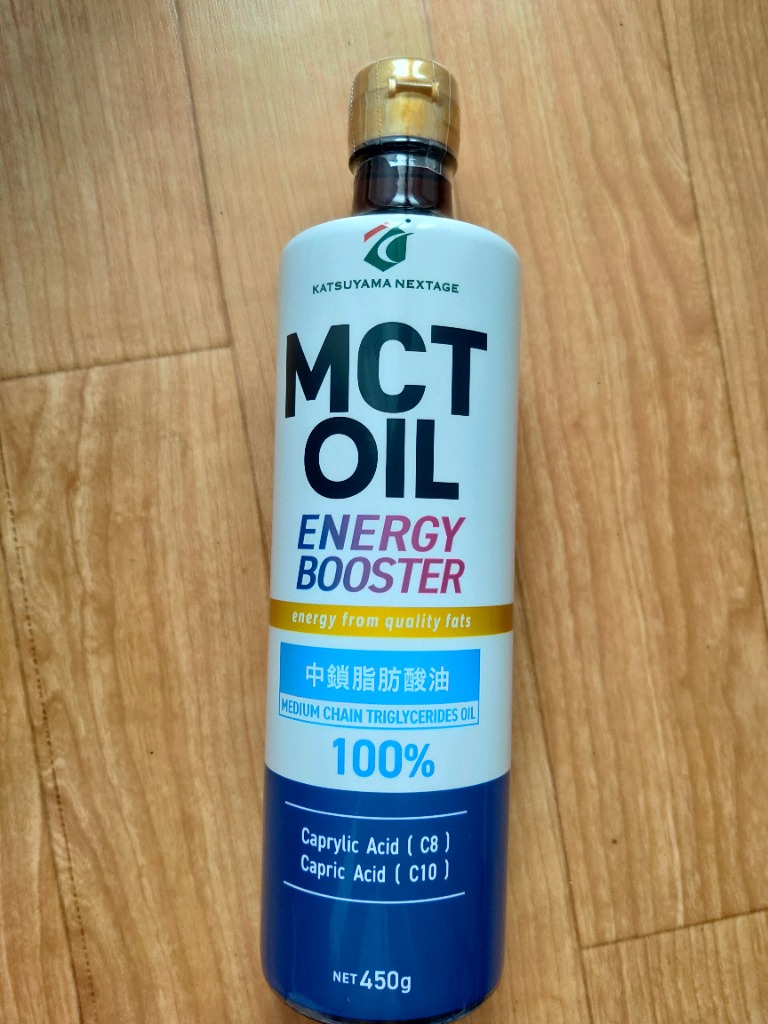 KATSUYAMA NEXTAGE
MCT
OIL
ENERGY
BOOSTER
energy from quality fats
中鎖脂肪酸油
MEDIUM CHAIN TRIGLYCERIDES OIL
100%
Caprylic Acid ( C8 )
Capric Acid ( C10 )
NET 450g